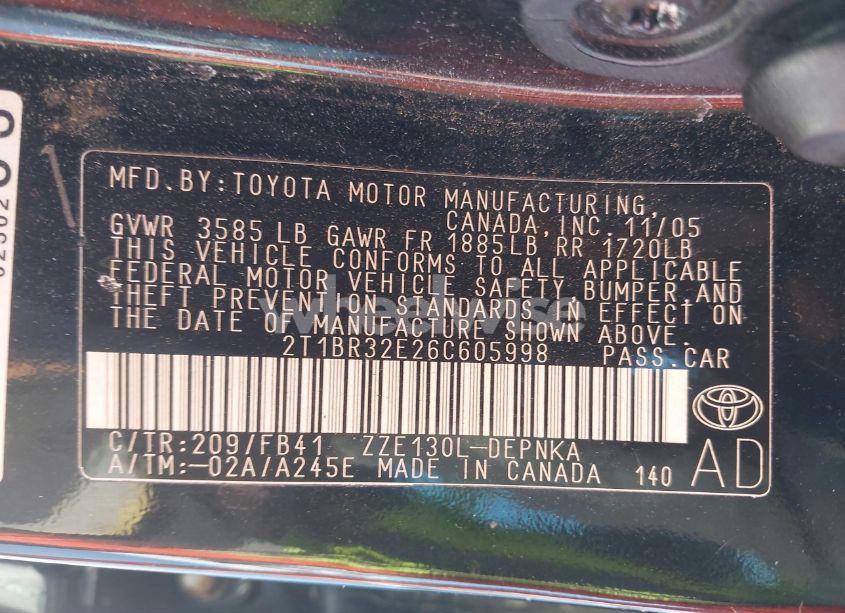 MFD.BY:TOYOTA MOTOR MANUFACTURING,
CANADA,INC. 11/05
GVWR 3585 LB GAWR FR 1885LB RR 1720LB
THIS VEHICLE CONFORMS TO ALL APPLICABLE
FEDERAL MOTOR VEHICLE SAFETY,BUMPER,AND
THEFT PREVENTION STANDARDS IN EFFECT ON
THE DATE OF MANUFACTURE SHOWN ABOVE.
2T1BR32E26C605998 PASS.CAR
C/TR:209/FB41 ZZE130L-DEPNKA
A/TM:-02A/A245E MADE IN CANADA 140 AD